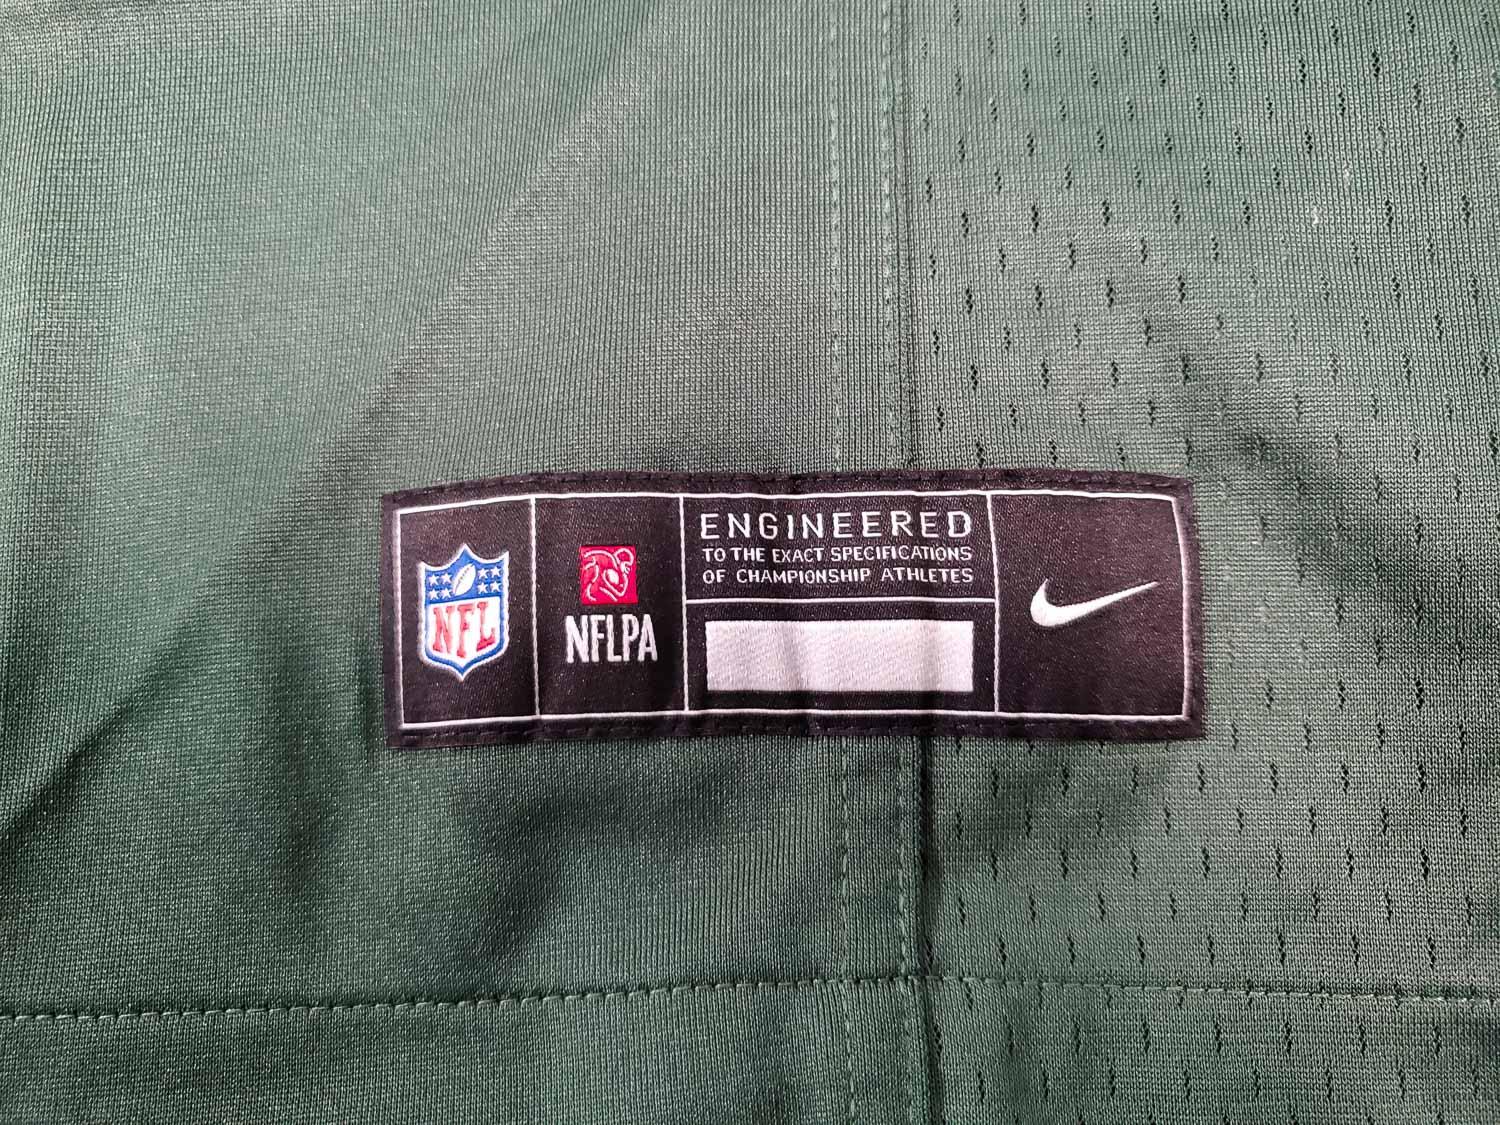 NFL
NFLPA
ENGINEERED
TO THE EXACT SPECIFICATIONS
OF CHAMPIONSHIP ATHLETES